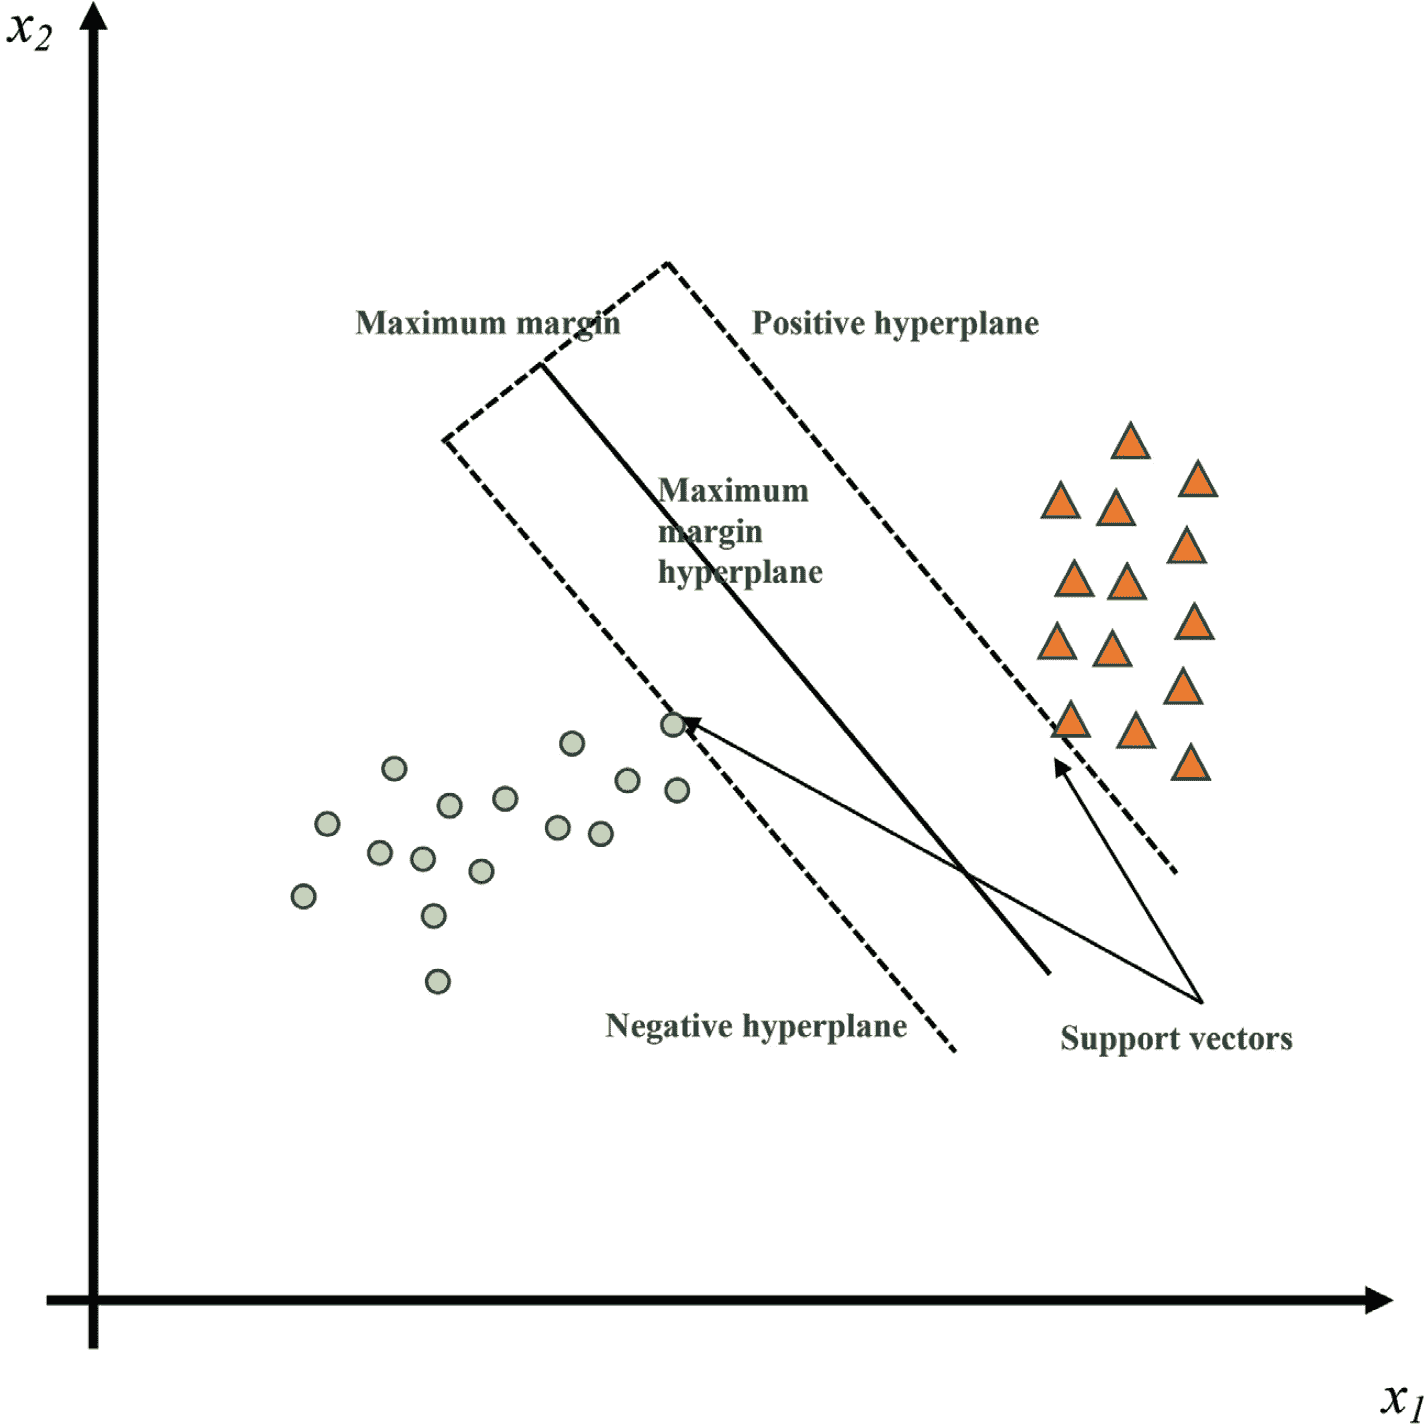 x2
Maximum margin
Positive hyperplane
Maximum
margin
hyperplane
Negative hyperplane
Support vectors
x1